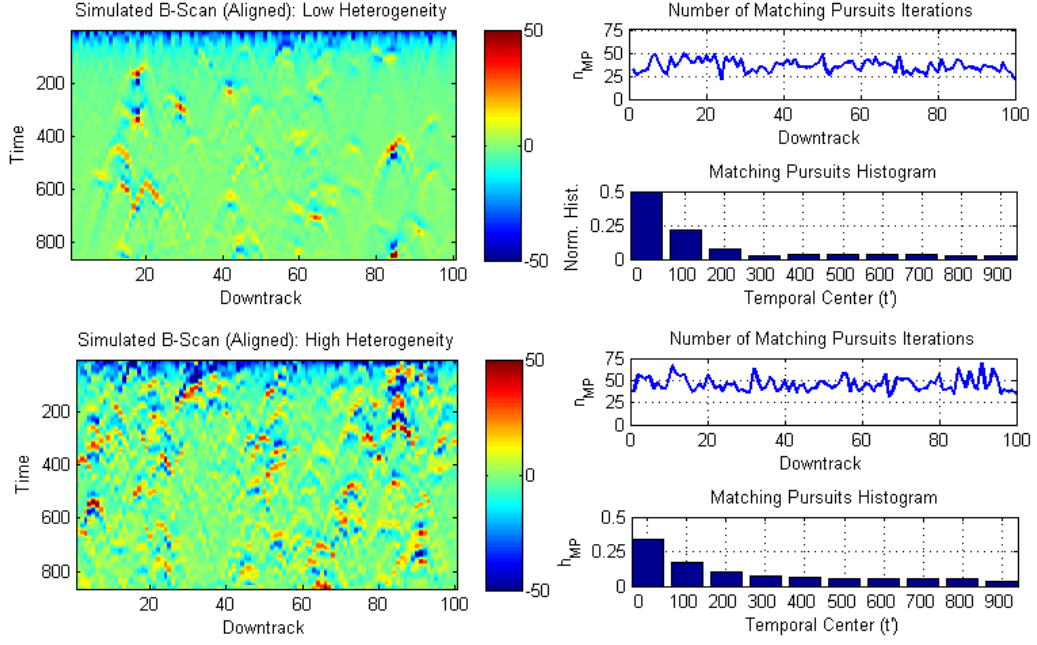 Simulated B-Scan (Aligned): Low Heterogeneity
200
400
600
800
Time
20 40 60 80 100
Downtrack
50
0
-50
Number of Matching Pursuits Iterations
75
50
25
0
n_MP
0 20 40 60 80 100
Downtrack
Matching Pursuits Histogram
0.5
0.25
0
Norm. Hist.
0 100 200 300 400 500 600 700 800 900
Temporal Center (t')
Simulated B-Scan (Aligned): High Heterogeneity
200
400
600
800
Time
20 40 60 80 100
Downtrack
50
0
-50
Number of Matching Pursuits Iterations
75
50
25
0
n_MP
0 20 40 60 80 100
Downtrack
Matching Pursuits Histogram
0.5
0.25
0
h_MP
0 100 200 300 400 500 600 700 800 900
Temporal Center (t')